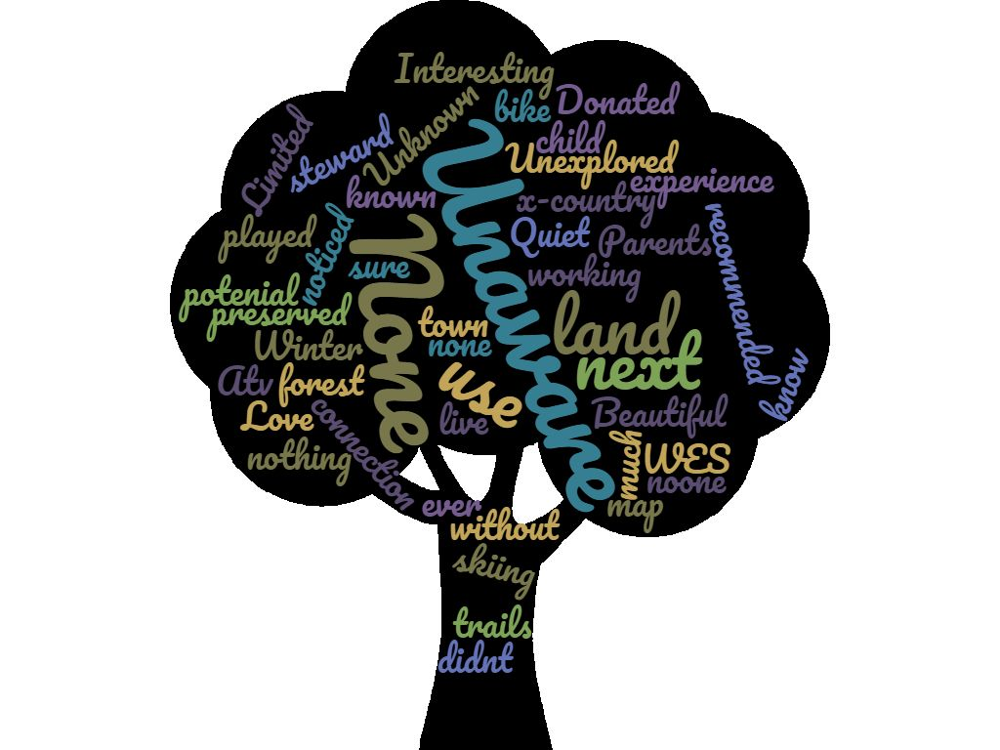 Interesting
bike
Donated
Unknown
Limited
steward
child
Unexplored
experience
known
x-country
Unaware
played
noticed
Quiet
Parents
recommended
sure
working
None
potenial
preserved
town
none
land
next
Winter
Atv
forest
use
know
Love
connection
live
Beautiful
nothing
much
WES
noone
map
ever
without
skiing
trails
didnt